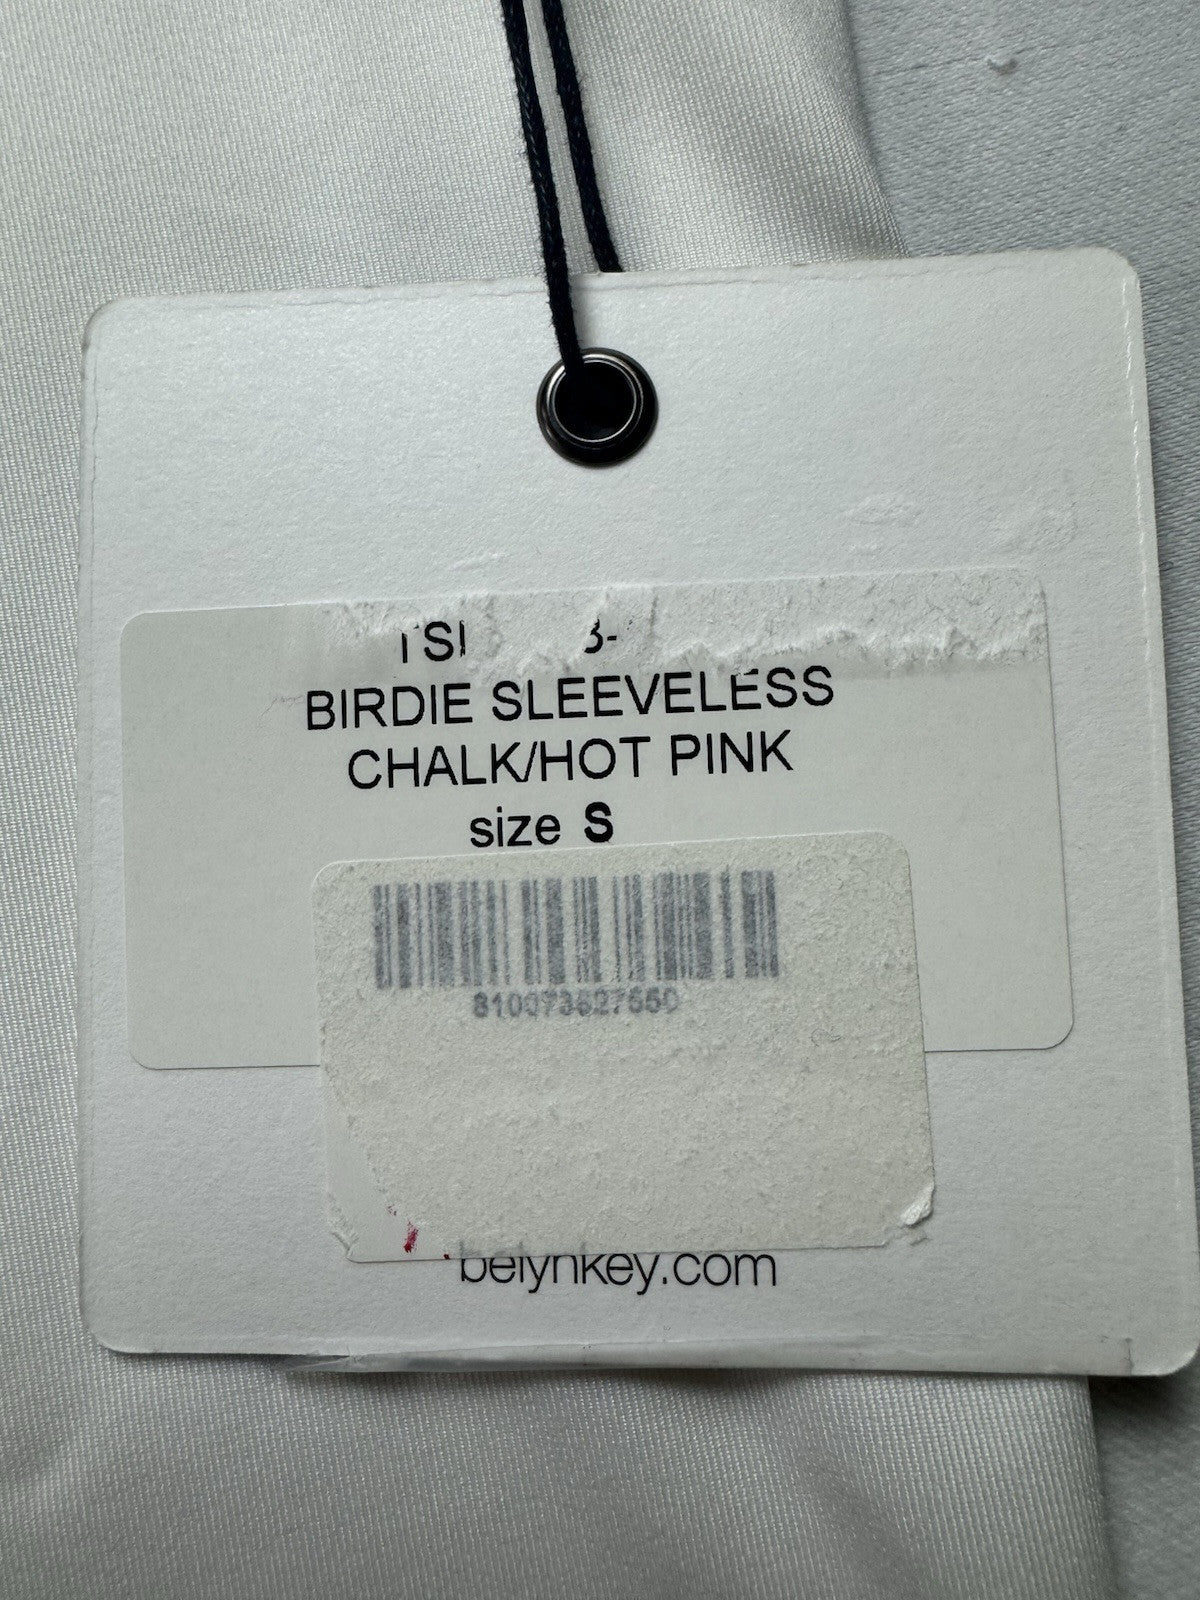 BIRDIE SLEEVELESS
CHALK/HOT PINK
size S
belynkey.com